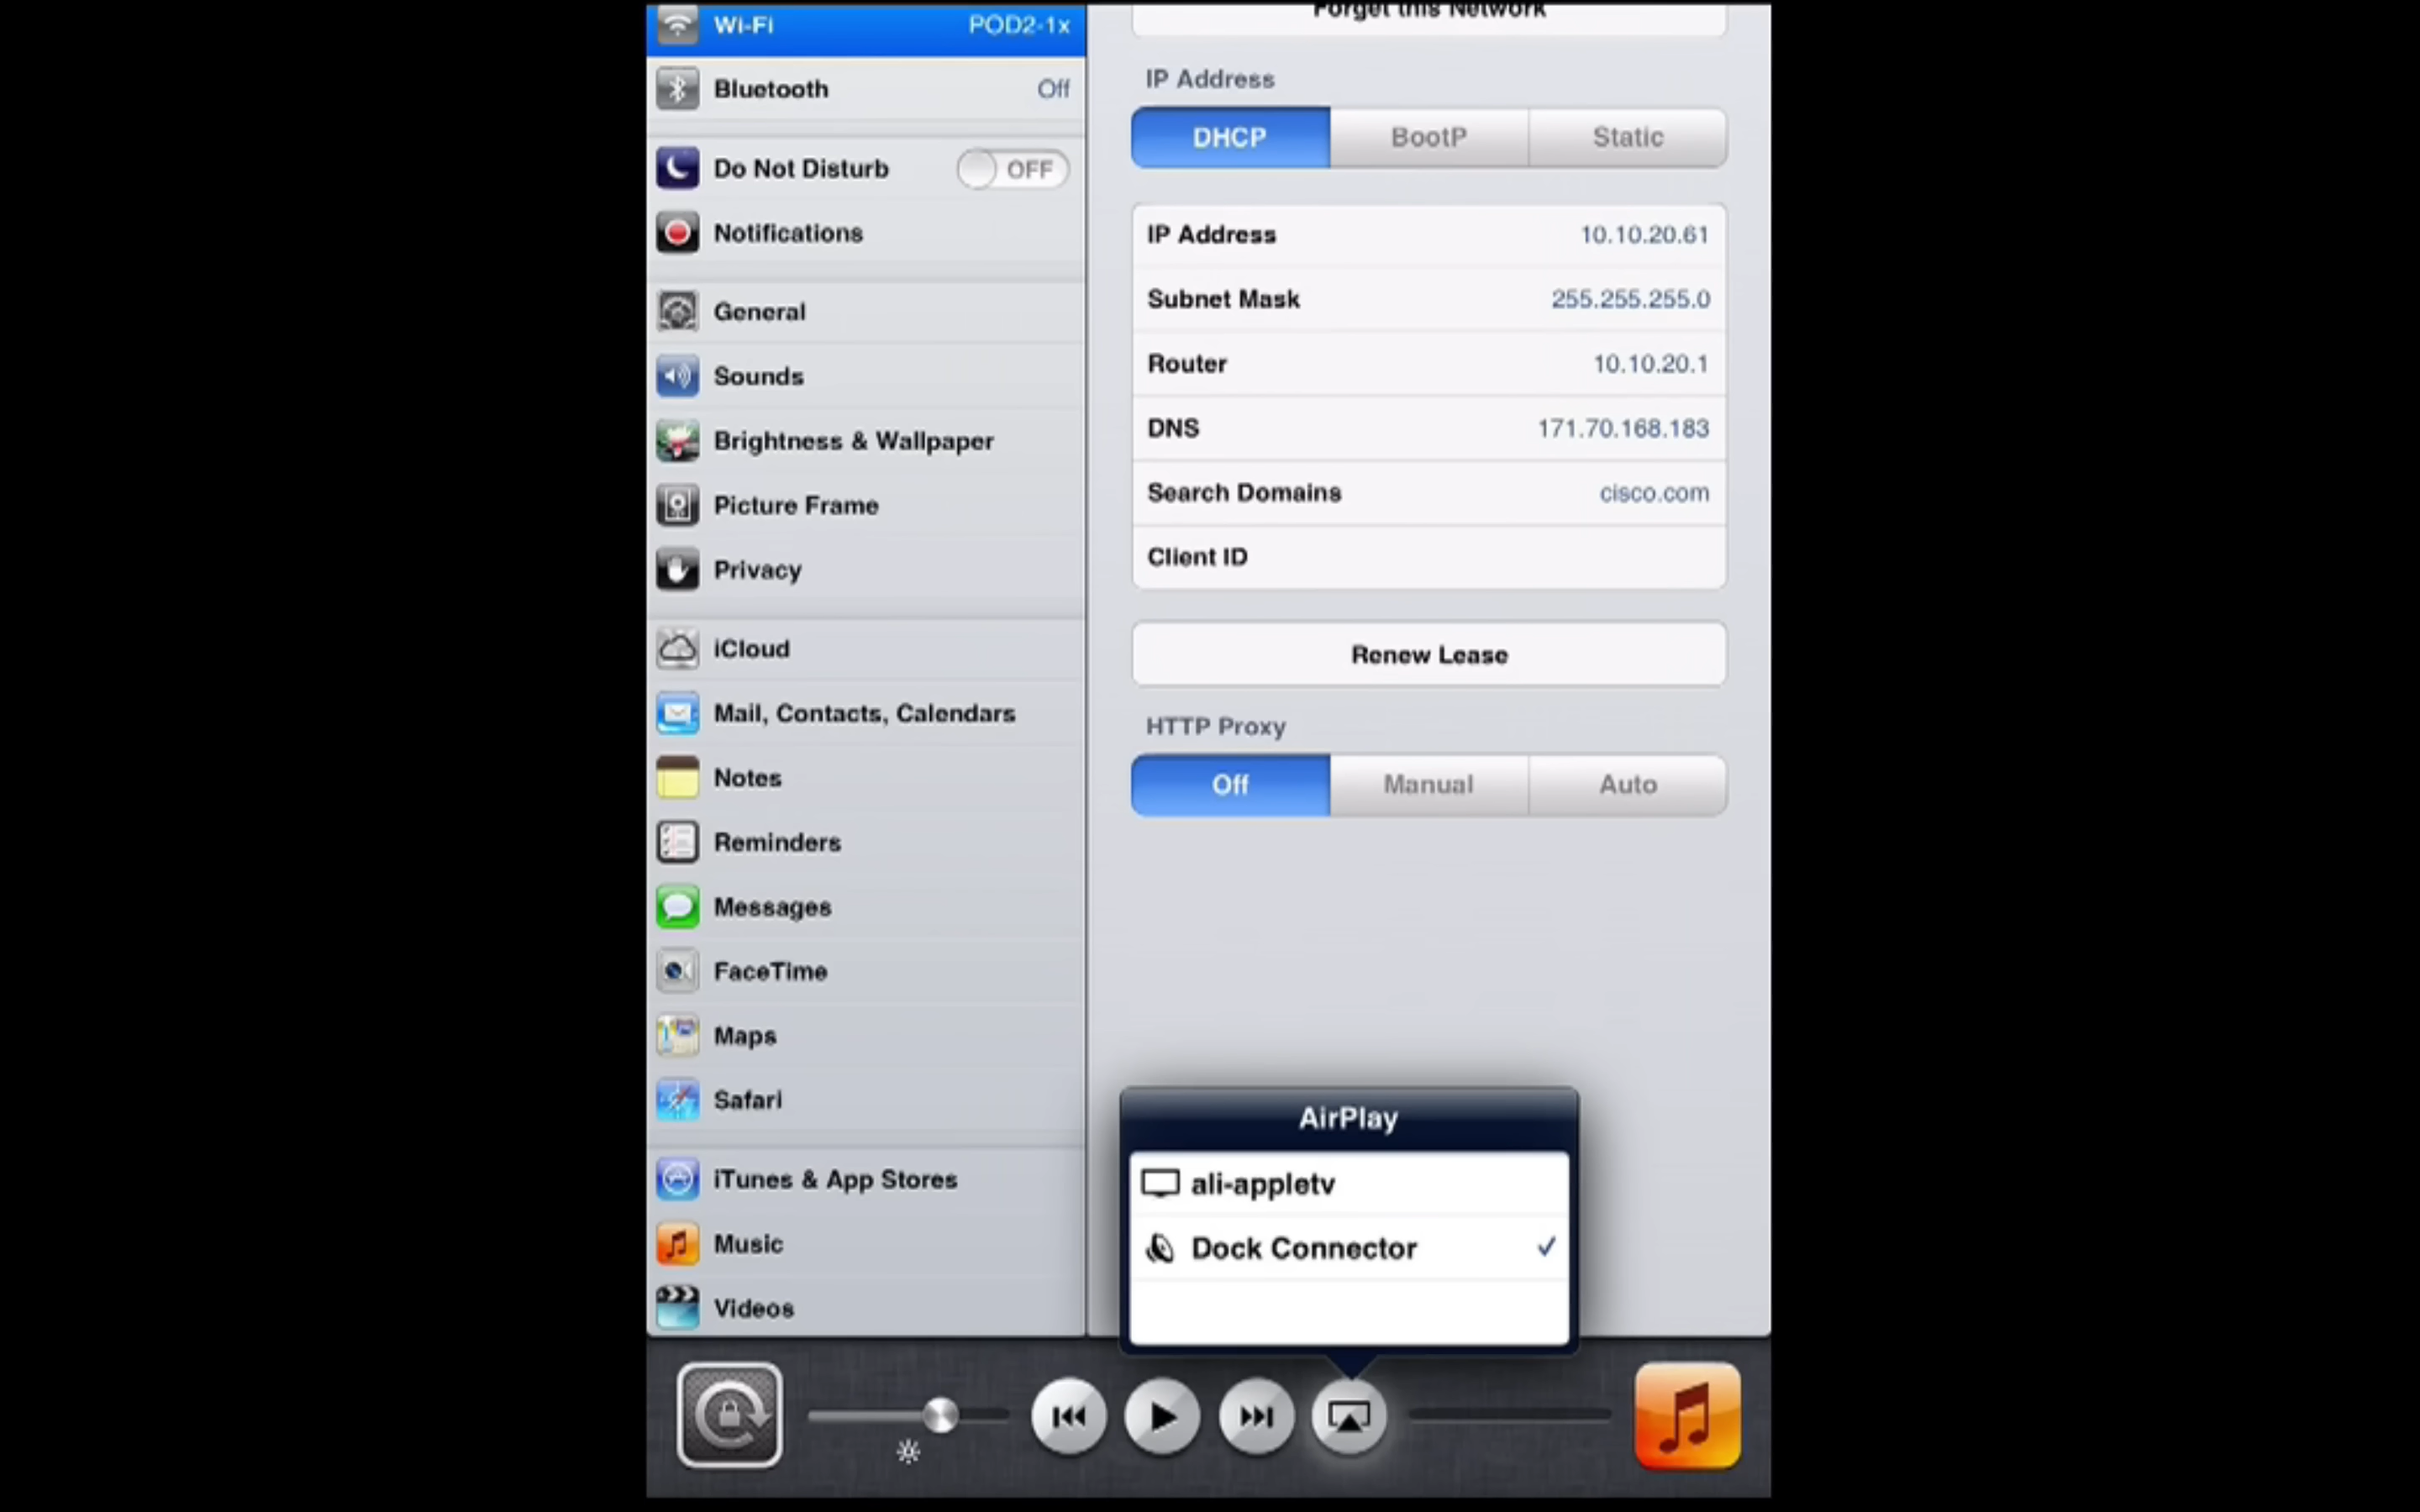 Wi-Fi POD2-1x
Bluetooth Off
Do Not Disturb OFF
Notifications
General
Sounds
Brightness & Wallpaper
Picture Frame
Privacy
iCloud
Mail, Contacts, Calendars
Notes
Reminders
Messages
FaceTime
Maps
Safari
iTunes & App Stores
Music
Videos
Forget this Network
IP Address
DHCP BootP Static
IP Address 10.10.20.61
Subnet Mask 255.255.255.0
Router 10.10.20.1
DNS 171.70.168.183
Search Domains cisco.com
Client ID
Renew Lease
HTTP Proxy
Off Manual Auto
AirPlay
ali-appletv
Dock Connector